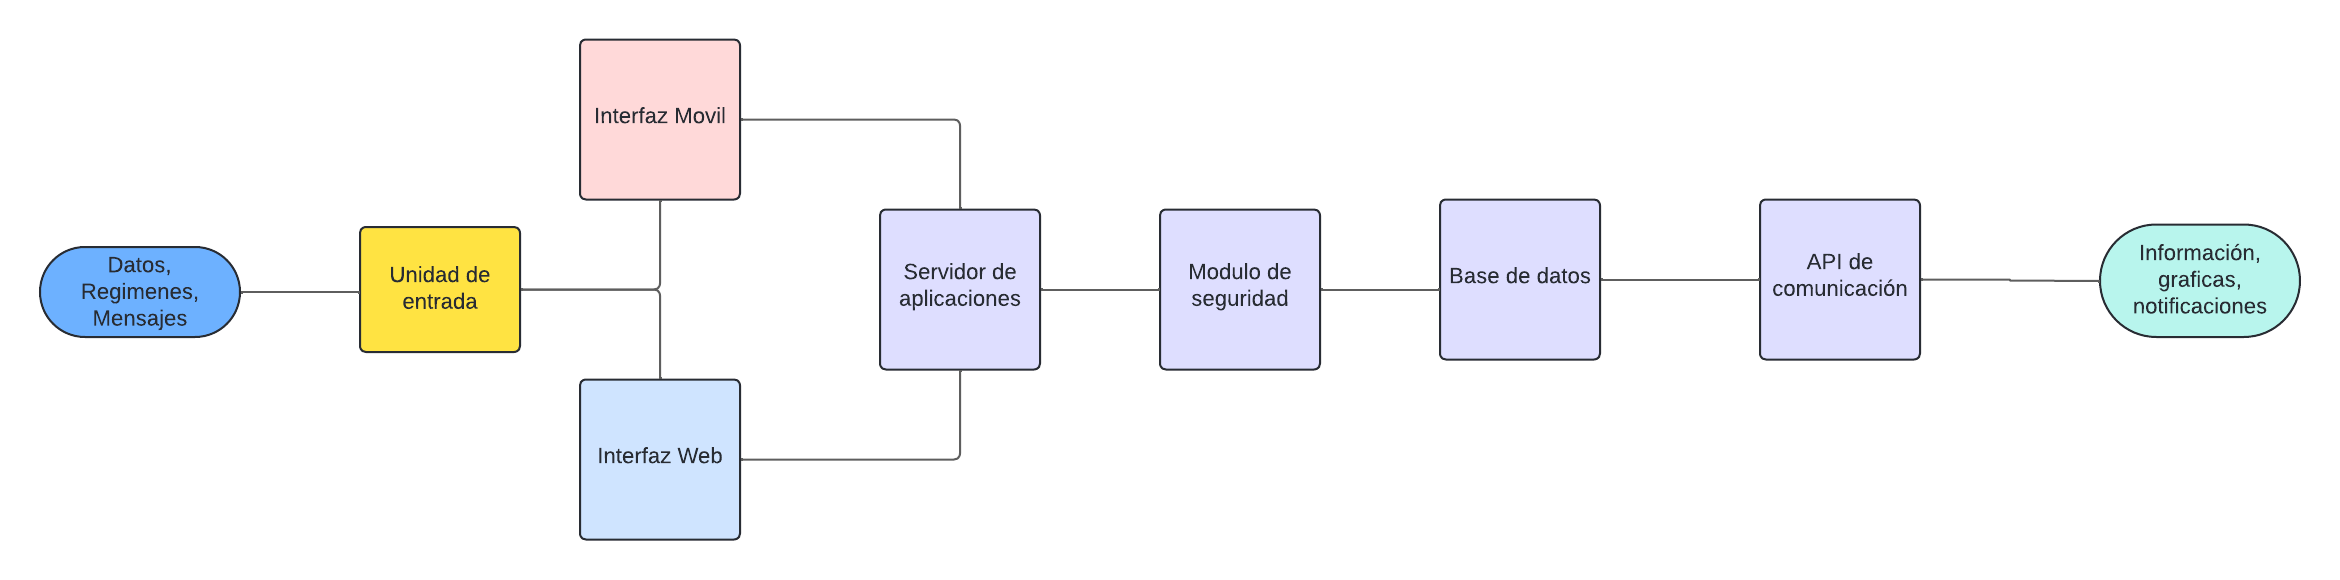 Datos,
Regimenes,
Mensajes
Unidad de
entrada
Interfaz Movil
Interfaz Web
Servidor de
aplicaciones
Modulo de
seguridad
Base de datos
API de
comunicación
Información,
graficas,
notificaciones